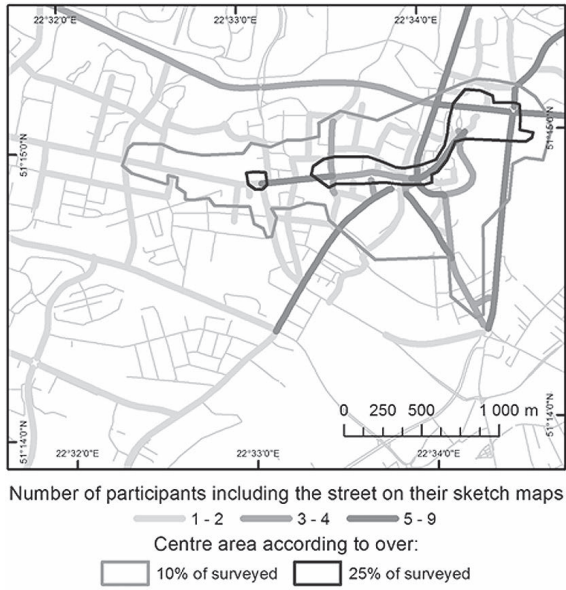 22°32'0"E 22°33'0"E 22°34'0"E
51°15'0"N 51°15'0"N
0 250 500 1 000 m
51°14'0"N 51°14'0"N
22°32'0"E 22°33'0"E 22°34'0"E
Number of participants including the street on their sketch maps
1 - 2 3 - 4 5 - 9
Centre area according to over:
10% of surveyed 25% of surveyed